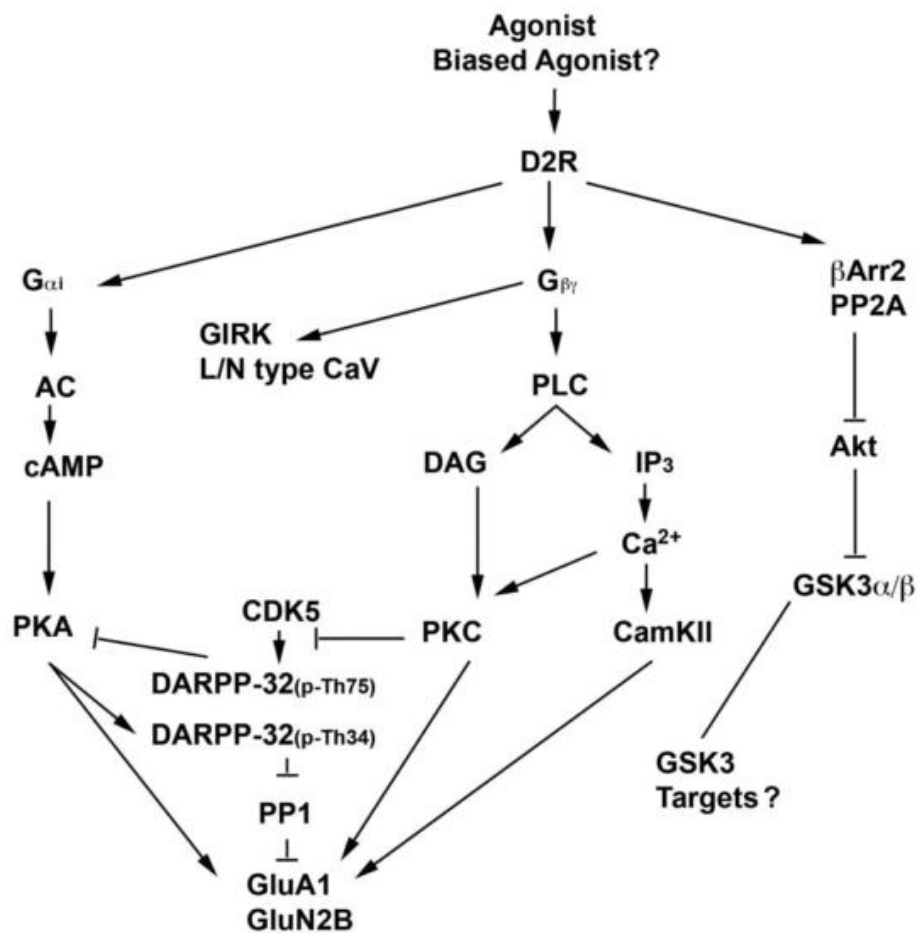 Agonist
Biased Agonist?
D2R
Gαi
Gβγ
βArr2
PP2A
GIRK
L/N type CaV
AC
PLC
cAMP
DAG
IP3
Akt
Ca2+
GSK3α/β
CDK5
PKA
PKC
CamKII
DARPP-32(p-Th75)
DARPP-32(p-Th34)
GSK3
Targets?
PP1
GluA1
GluN2B